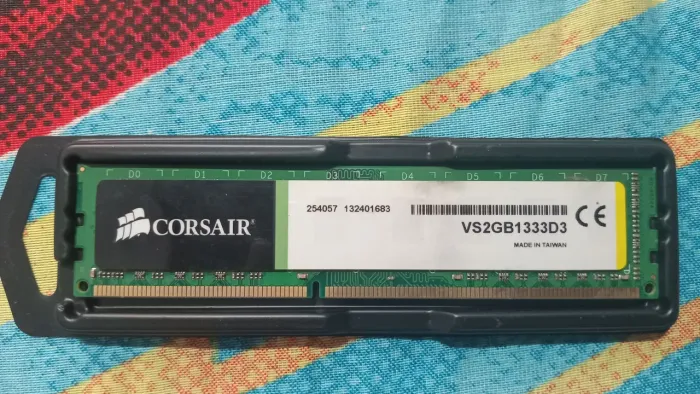 D0 D1 D2 D3 D4 D5 D6 D7
CORSAIR
254057 132401683
VS2GB1333D3
CE
MADE IN TAIWAN